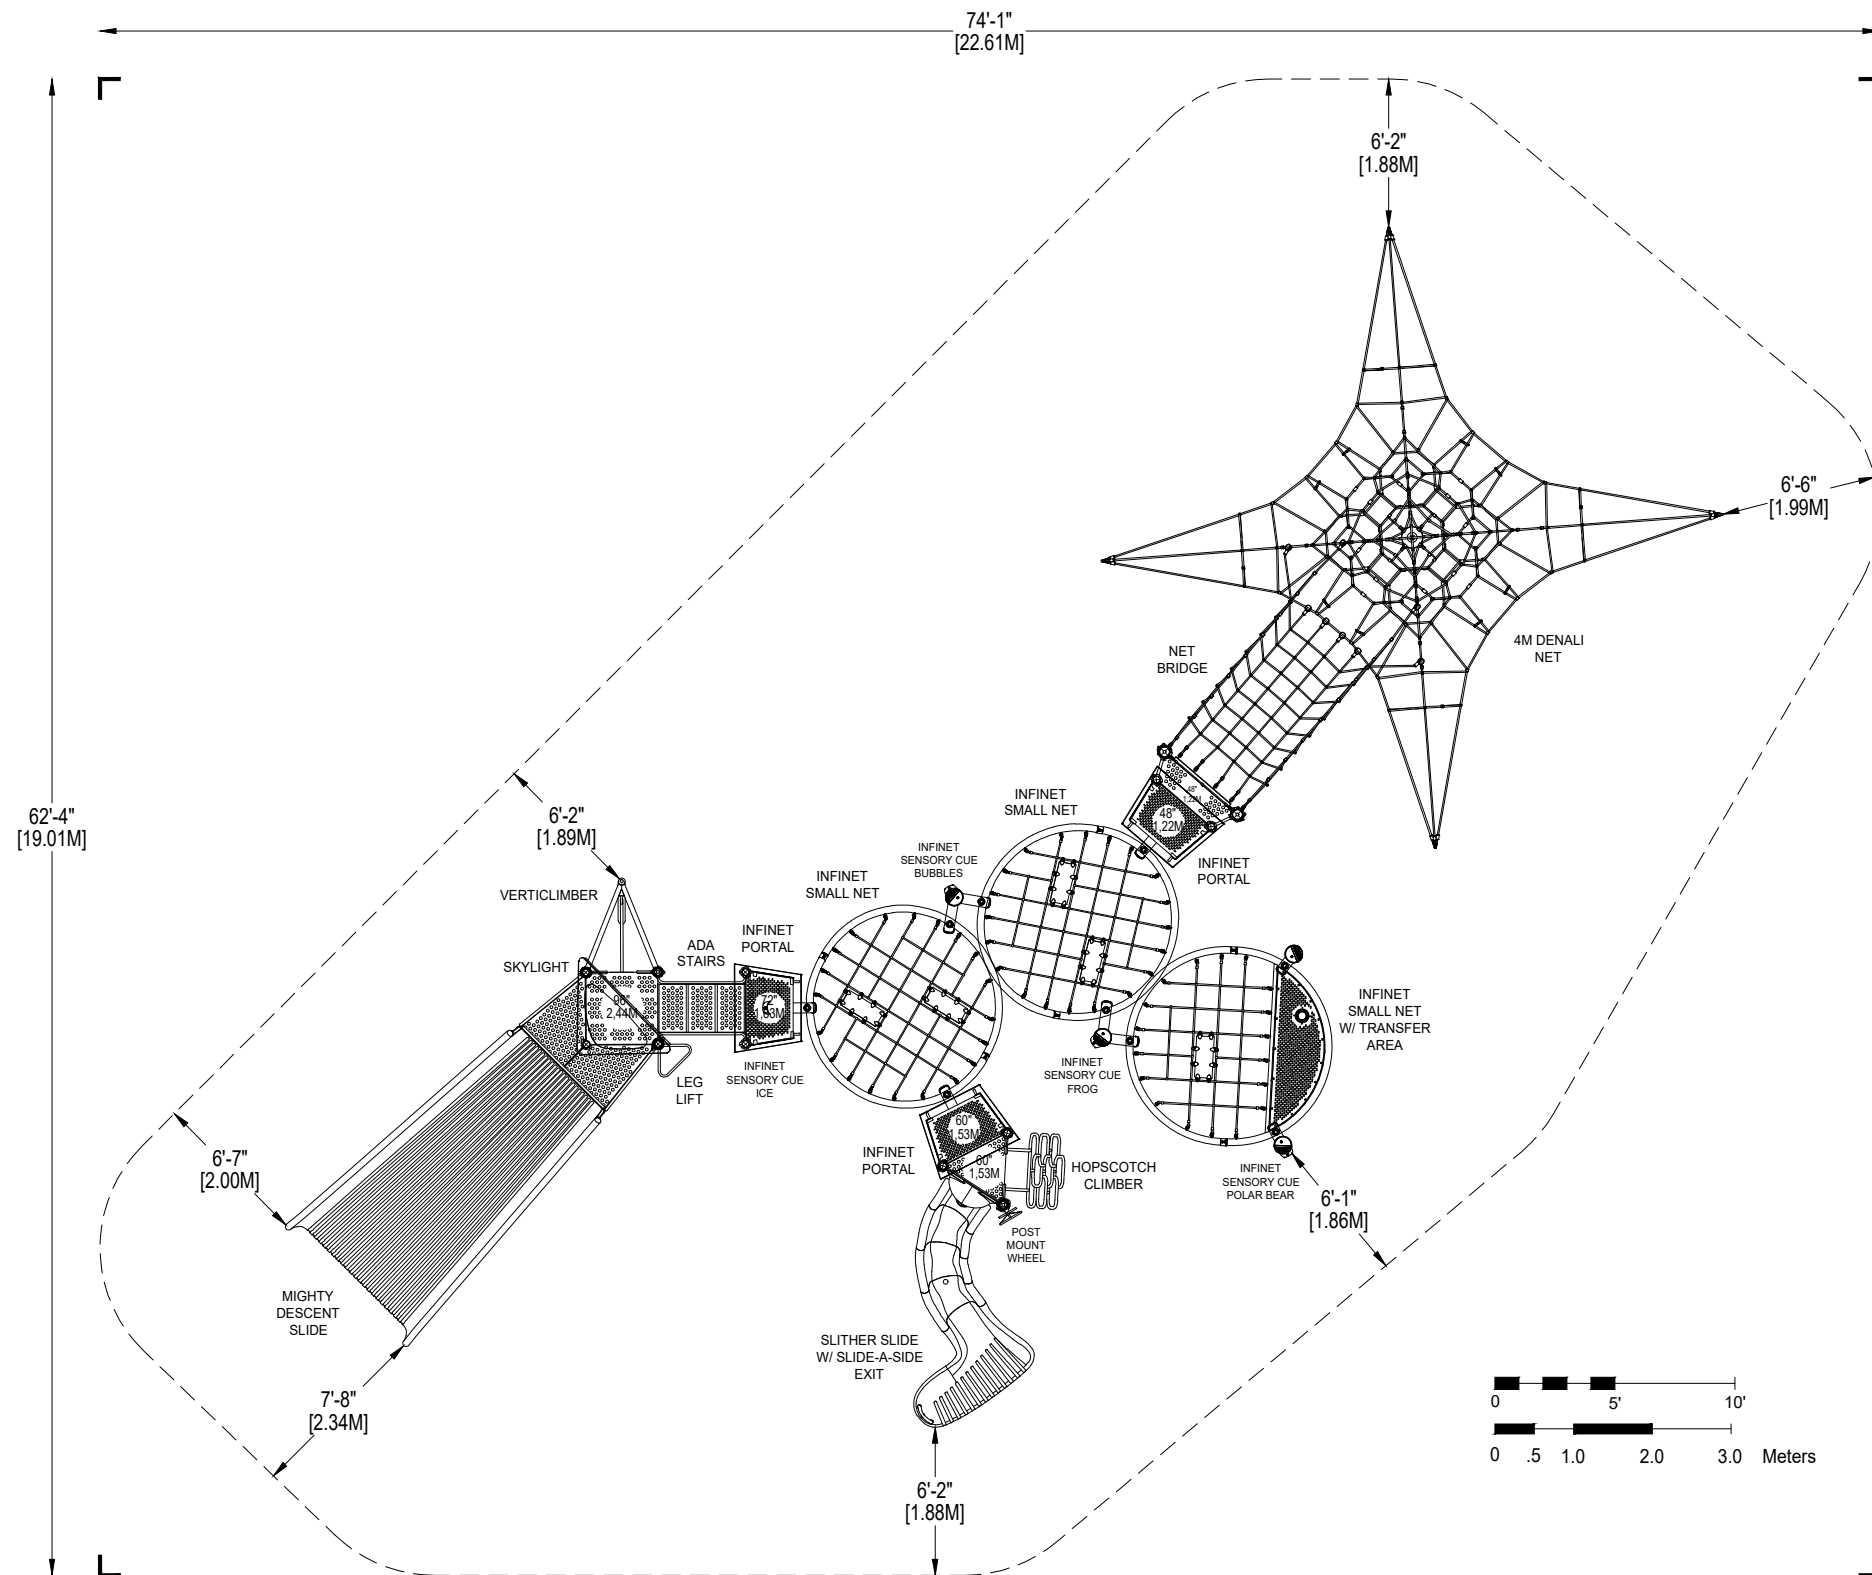 74'-1"
[22.61M]
6'-2"
[1.88M]
6'-6"
[1.99M]
4M DENALI
NET
NET
BRIDGE
62'-4"
[19.01M]
6'-2"
[1.89M]
INFINET
SMALL NET
48"
48"
1,22M
INFINET
PORTAL
INFINET
SENSORY CUE
BUBBLES
INFINET
SMALL NET
VERTICLIMBER
SKYLIGHT
ADA
STAIRS
INFINET
PORTAL
96"
2,44M
72"
1,83M
INFINET
SMALL NET
W/ TRANSFER
AREA
INFINET
SENSORY CUE
ICE
LEG
LIFT
INFINET
SENSORY CUE
FROG
60"
1,53M
60"
1,53M
INFINET
PORTAL
HOPSCOTCH
CLIMBER
INFINET
SENSORY CUE
POLAR BEAR
6'-7"
[2.00M]
6'-1"
[1.86M]
POST
MOUNT
WHEEL
MIGHTY
DESCENT
SLIDE
SLITHER SLIDE
W/ SLIDE-A-SIDE
EXIT
7'-8"
[2.34M]
6'-2"
[1.88M]
0 5' 10'
0 .5 1.0 2.0 3.0 Meters